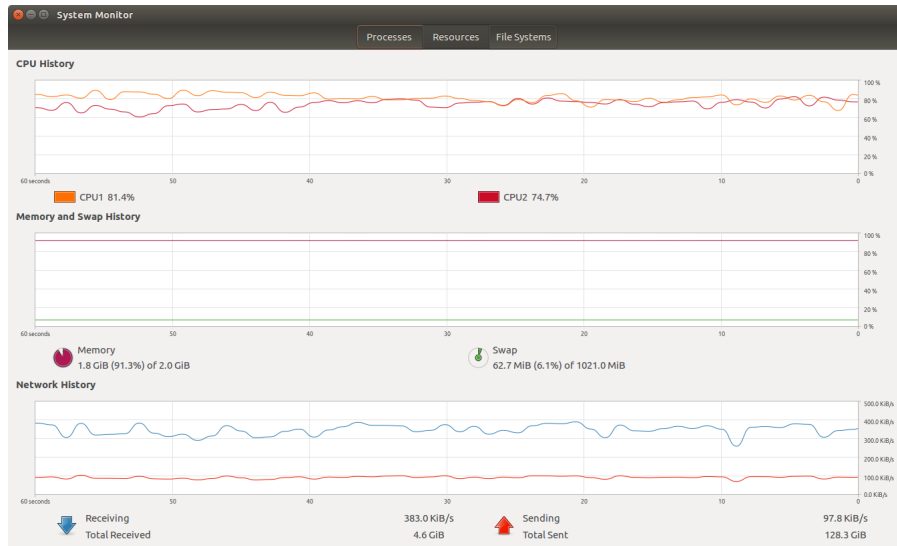 System Monitor
Processes Resources File Systems
CPU History
100 %
80 %
60 %
40 %
20 %
0 %
60 seconds 50 40 30 20 10 0
CPU1 81.4% CPU2 74.7%
Memory and Swap History
100 %
80 %
60 %
40 %
20 %
0 %
60 seconds 50 40 30 20 10 0
Memory Swap
1.8 GiB (91.3%) of 2.0 GiB 62.7 MiB (6.1%) of 1021.0 MiB
Network History
500.0 KiB/s
400.0 KiB/s
300.0 KiB/s
200.0 KiB/s
100.0 KiB/s
0.0 KiB/s
60 seconds 50 40 30 20 10 0
Receiving 383.0 KiB/s Sending 97.8 KiB/s
Total Received 4.6 GiB Total Sent 128.3 GiB